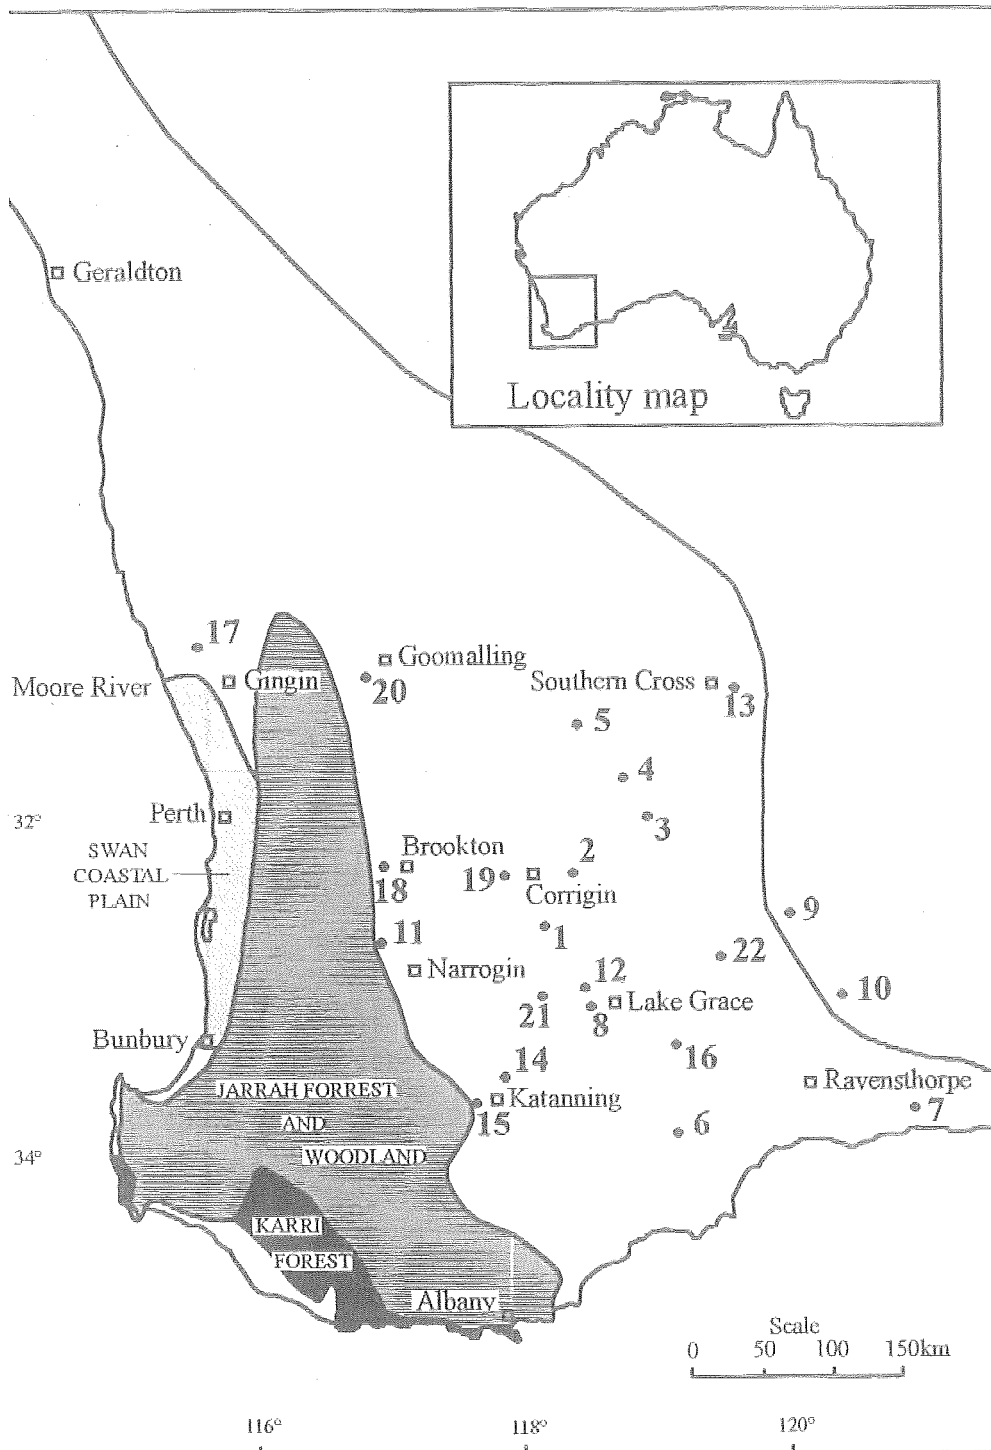 Geraldton
Locality map
17
Goomalling
Moore River
Gingin
20
Southern Cross
13
5
4
Perth
32°
3
SWAN
COASTAL
PLAIN
Brookton
2
18
19
Corrigin
11
1
9
22
Narrogin
12
10
21
8
Lake Grace
Bunbury
14
16
JARRAH FORREST
AND
WOODLAND
Katanning
15
Ravensthorpe
7
6
34°
KARRI
FOREST
Albany
Scale
0 50 100 150km
116° 118° 120°